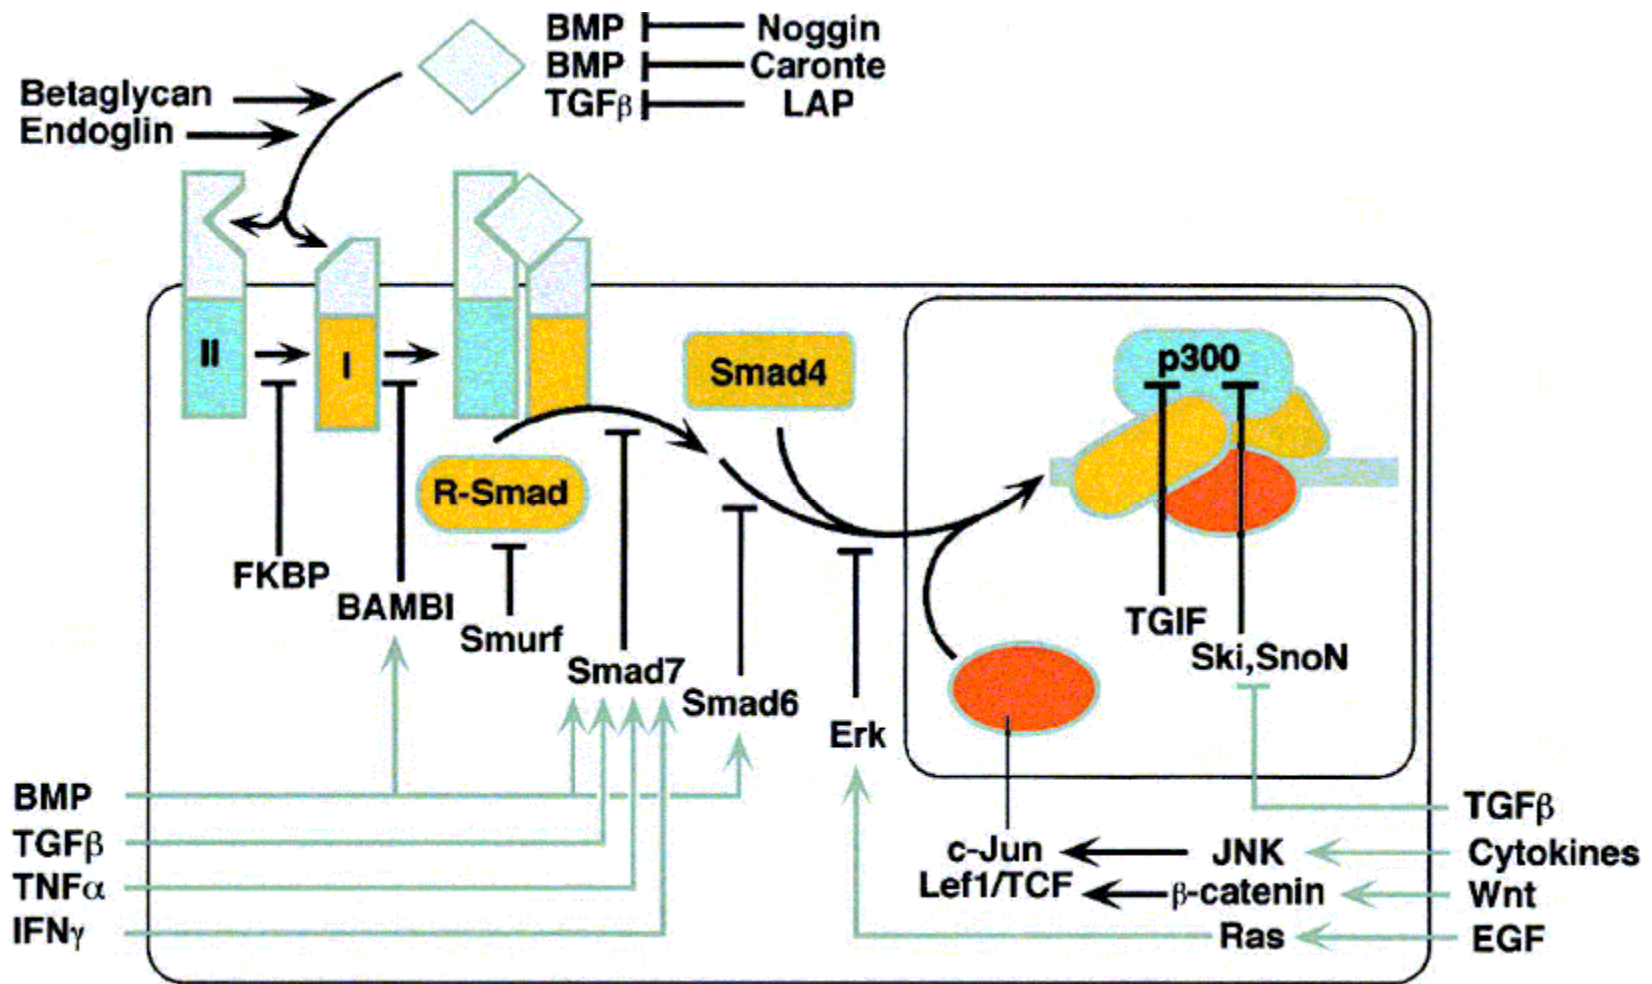 BMP Noggin
BMP Caronte
TGFβ LAP
Betaglycan
Endoglin
II
I
Smad4
p300
R-Smad
FKBP
BAMBI
Smurf
Smad7
Smad6
Erk
TGIF
Ski,SnoN
BMP
TGFβ
TNFα
IFNγ
TGFβ
c-Jun JNK Cytokines
Lef1/TCF β-catenin Wnt
Ras EGF